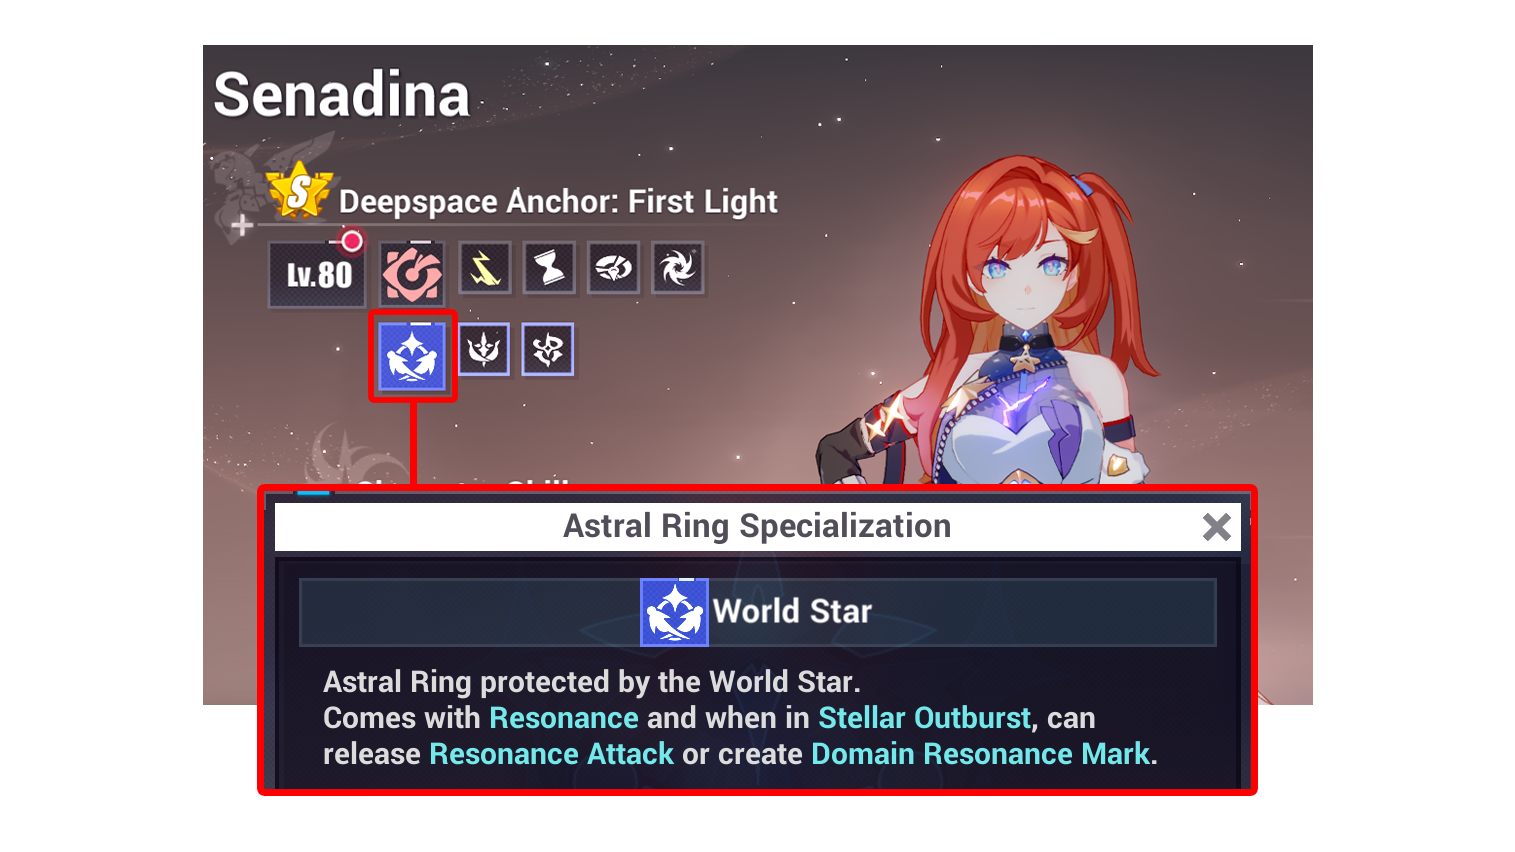 Senadina
S
Deepspace Anchor: First Light
Lv.80
Astral Ring Specialization
World Star
Astral Ring protected by the World Star.
Comes with Resonance and when in Stellar Outburst, can
release Resonance Attack or create Domain Resonance Mark.